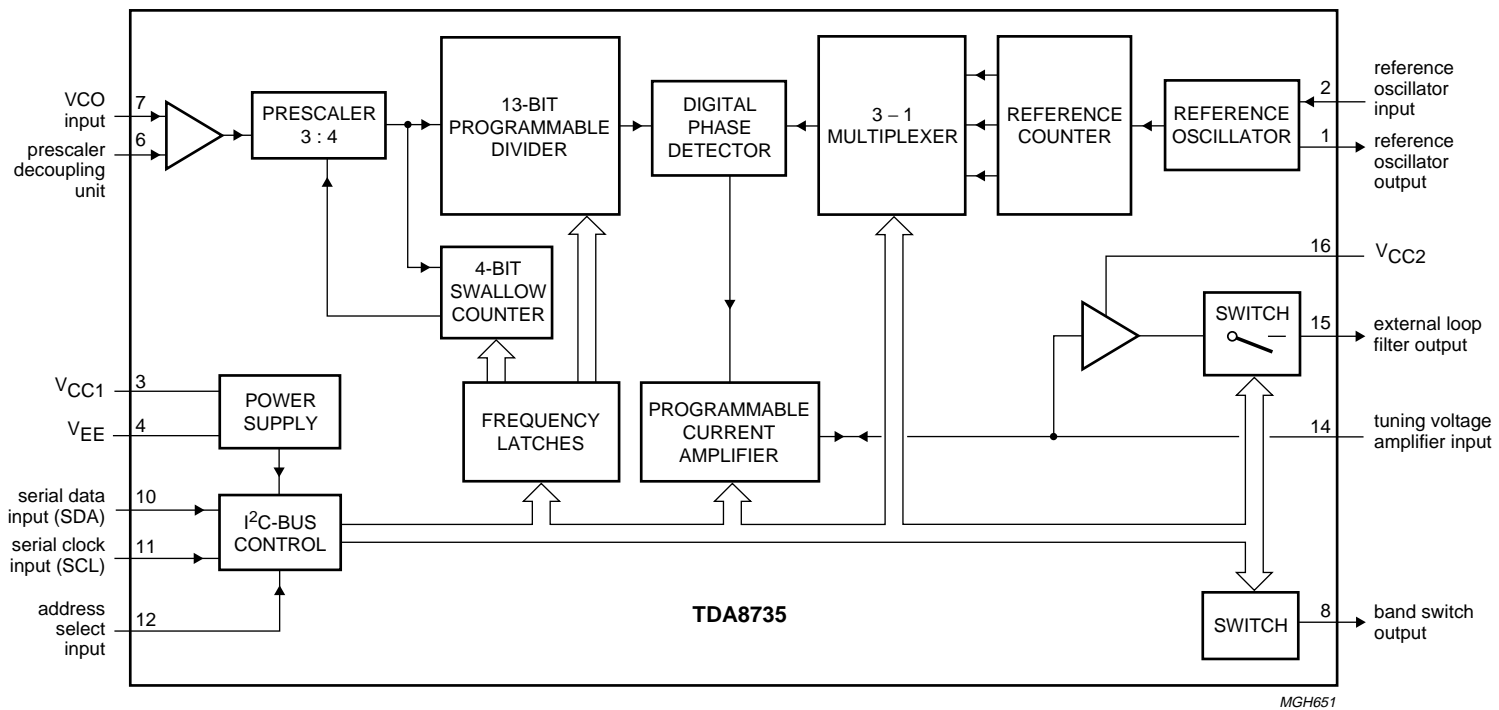 VCO
input
7
6
prescaler
decoupling
unit
PRESCALER
3 : 4
13-BIT
PROGRAMMABLE
DIVIDER
DIGITAL
PHASE
DETECTOR
3 – 1
MULTIPLEXER
REFERENCE
COUNTER
REFERENCE
OSCILLATOR
2
reference
oscillator
input
1
reference
oscillator
output
4-BIT
SWALLOW
COUNTER
16
VCC2
SWITCH
15
external loop
filter output
VCC1
3
VEE
4
POWER
SUPPLY
FREQUENCY
LATCHES
PROGRAMMABLE
CURRENT
AMPLIFIER
14
tuning voltage
amplifier input
serial data
input (SDA)
10
serial clock
input (SCL)
11
I2C-BUS
CONTROL
address
select
input
12
TDA8735
SWITCH
8
band switch
output
MGH651